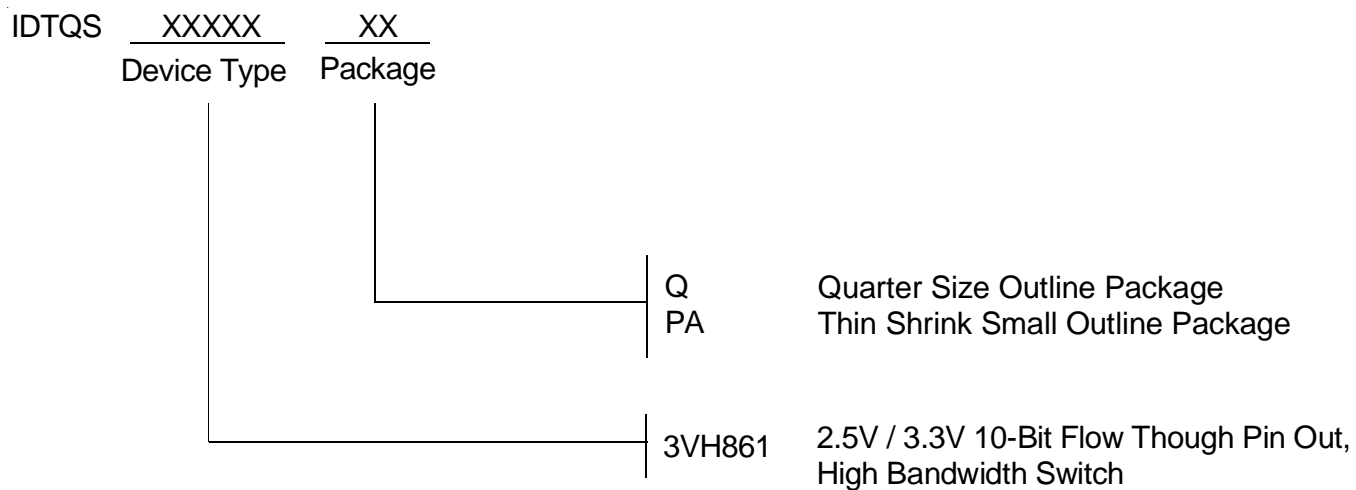 IDTQS XXXXX XX
Device Type Package
Q Quarter Size Outline Package
PA Thin Shrink Small Outline Package
3VH861 2.5V / 3.3V 10-Bit Flow Though Pin Out,
High Bandwidth Switch